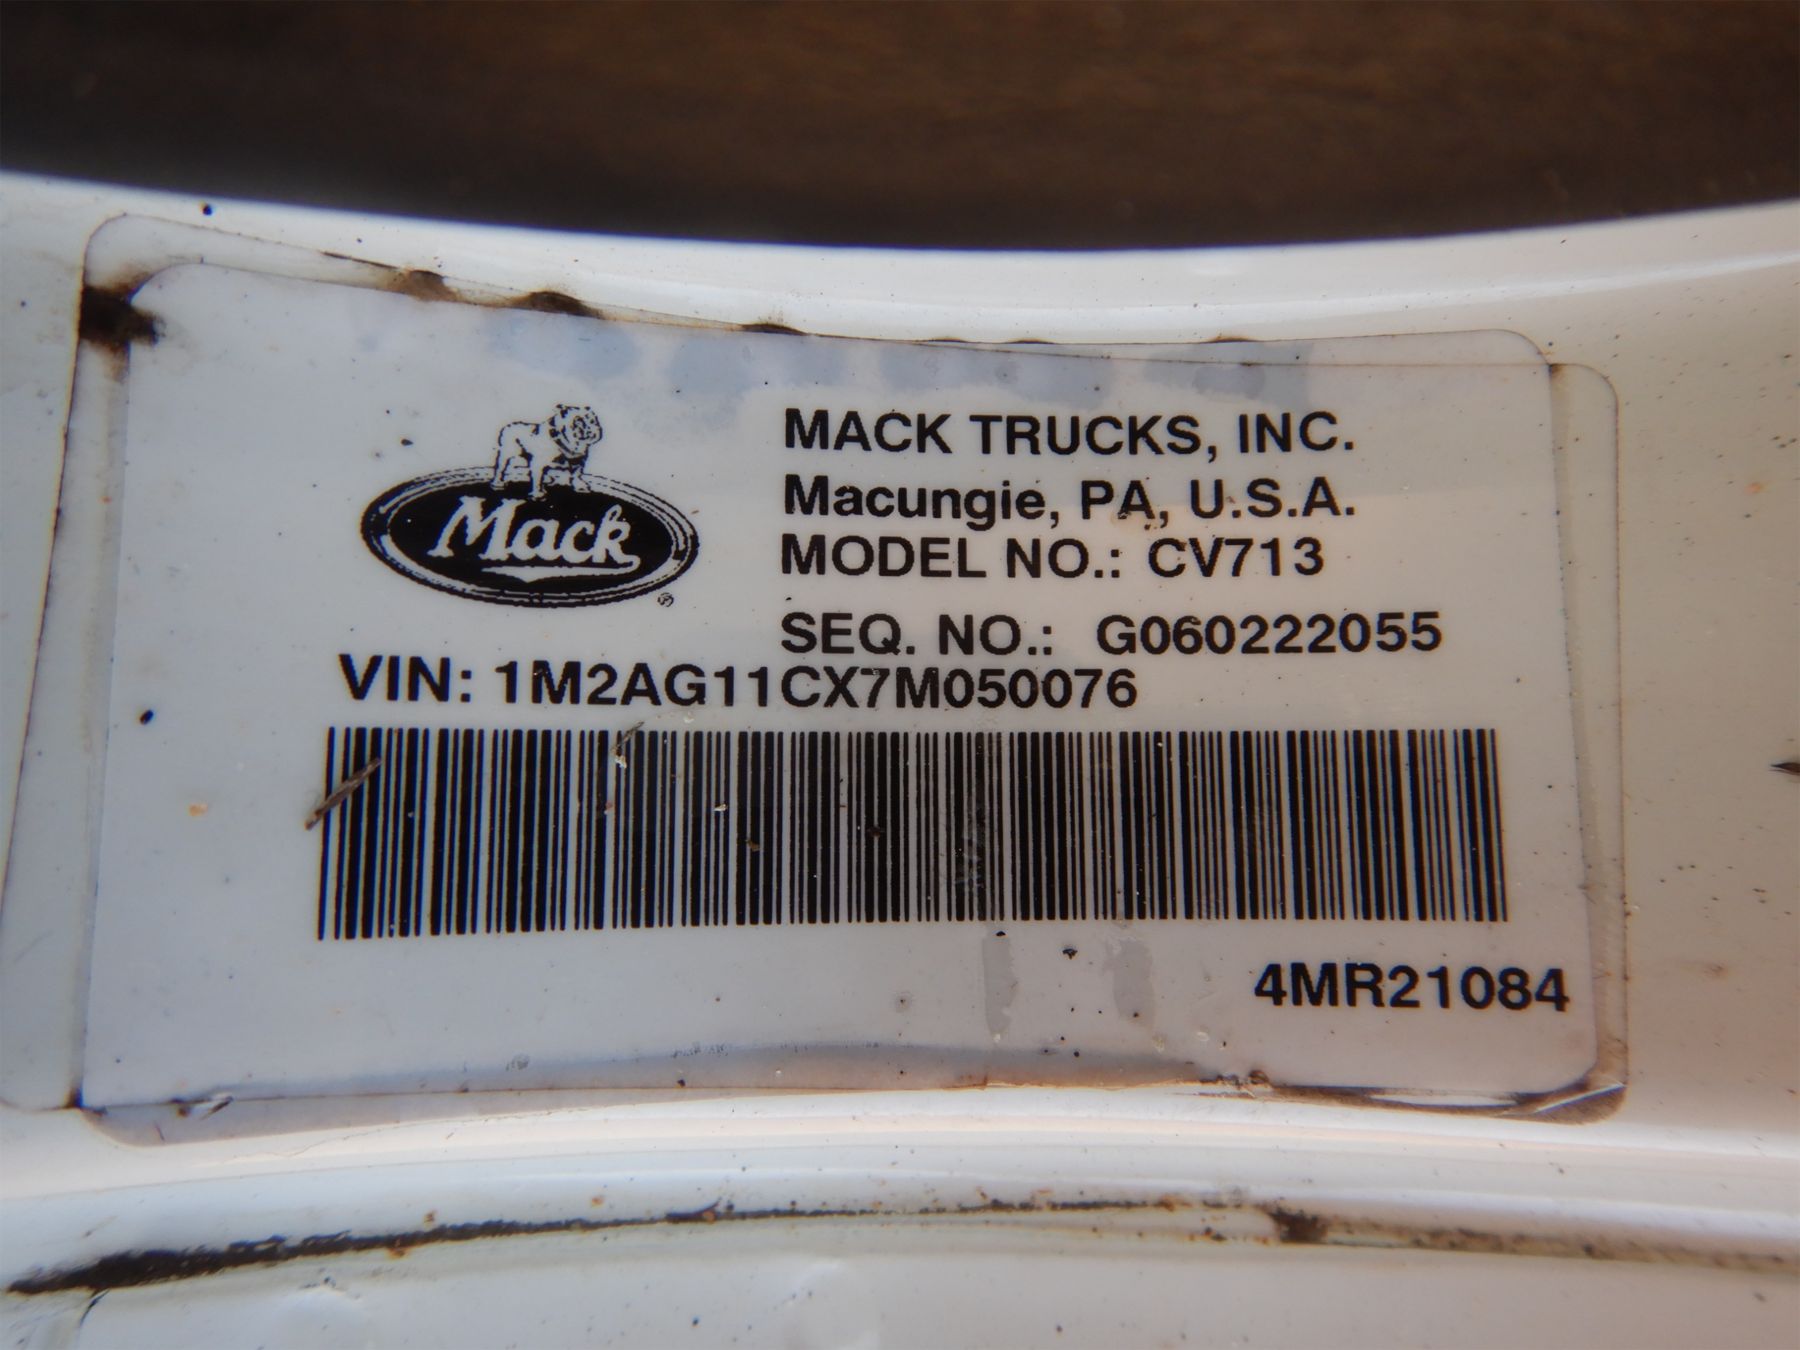 Mack
®
MACK TRUCKS, INC.
Macungie, PA, U.S.A.
MODEL NO.: CV713
SEQ. NO.: G060222055
VIN: 1M2AG11CX7M050076
4MR21084